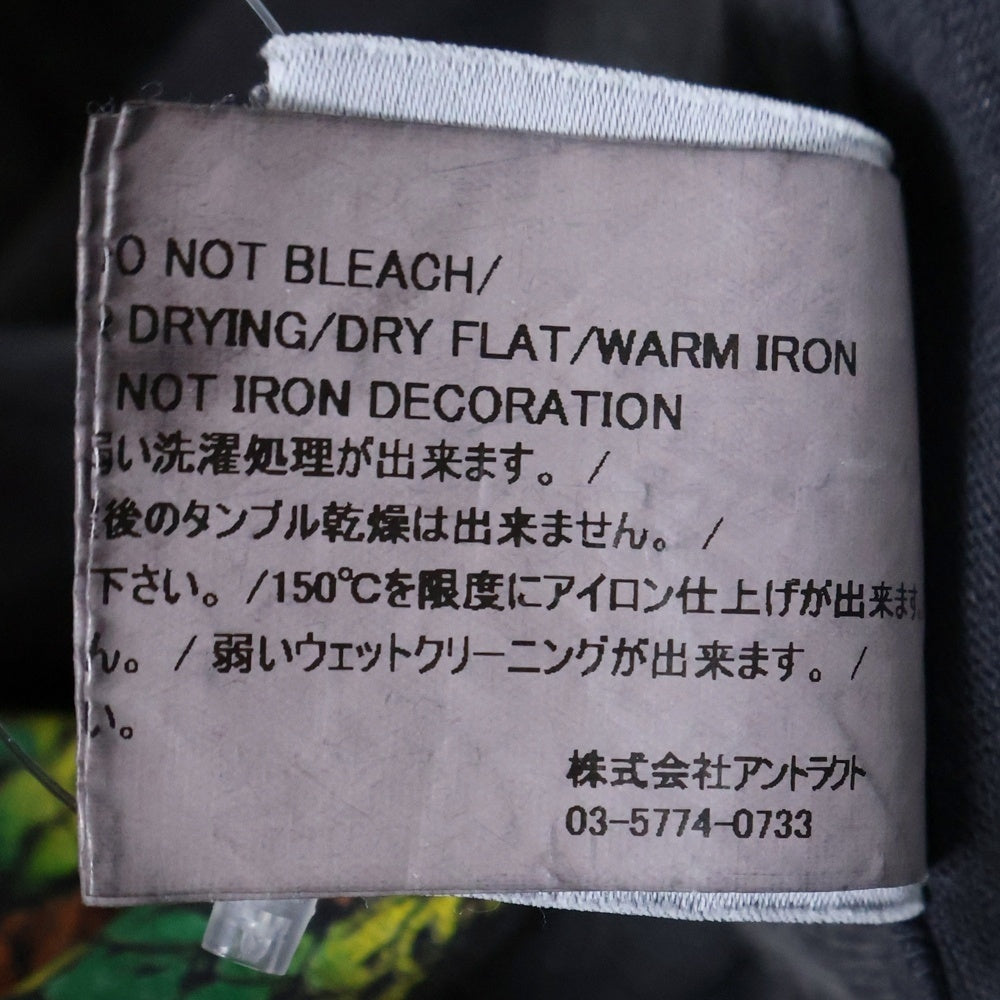 O NOT BLEACH/
DRYING/DRY FLAT/WARM IRON
NOT IRON DECORATION
弱い洗濯処理が出来ます。 /
後のタンブル乾燥は出来ません。 /
下さい。 /150℃を限度にアイロン仕上げが出来ます
ん。 / 弱いウェットクリーニングが出来ます。 /
い。
株式会社アントラクト
03-5774-0733